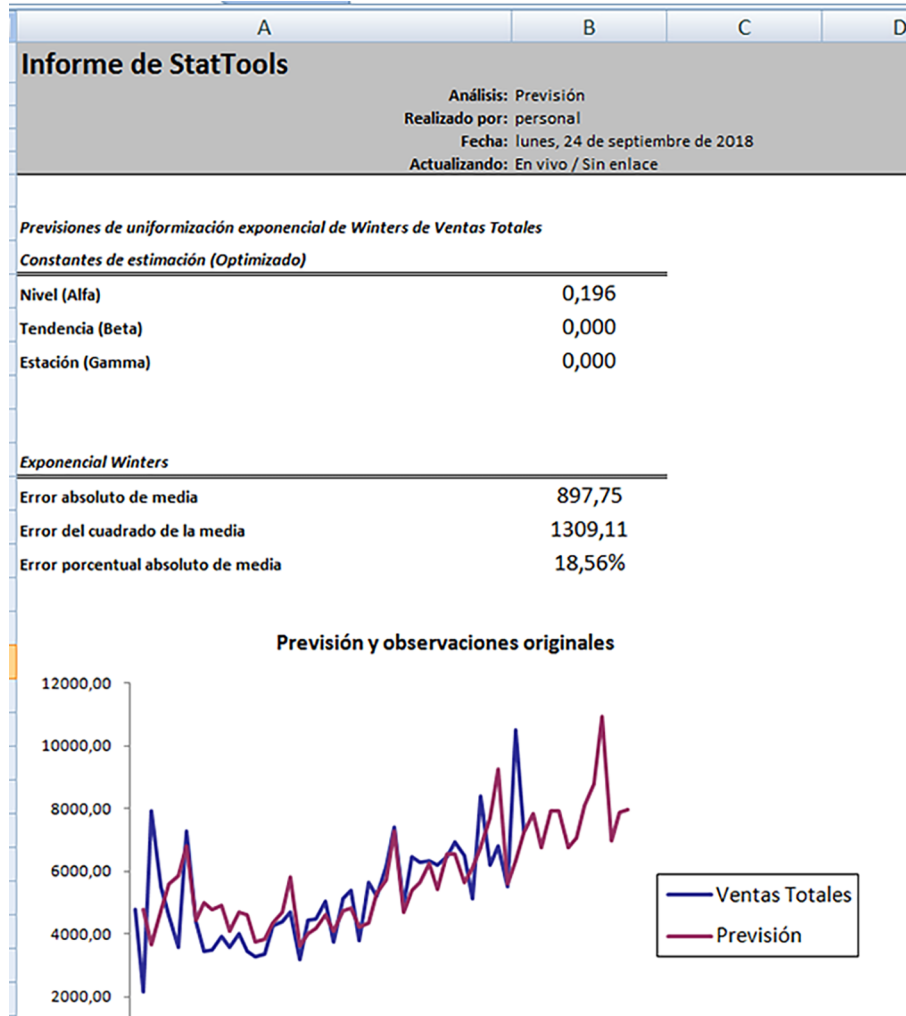 A B C D
Informe de StatTools
Análisis: Previsión
Realizado por: personal
Fecha: lunes, 24 de septiembre de 2018
Actualizando: En vivo / Sin enlace
Previsiones de uniformización exponencial de Winters de Ventas Totales
Constantes de estimación (Optimizado)
Nivel (Alfa) 0,196
Tendencia (Beta) 0,000
Estación (Gamma) 0,000
Exponencial Winters
Error absoluto de media 897,75
Error del cuadrado de la media 1309,11
Error porcentual absoluto de media 18,56%
Previsión y observaciones originales
12000,00
10000,00
8000,00
6000,00
4000,00
2000,00
Ventas Totales
Previsión